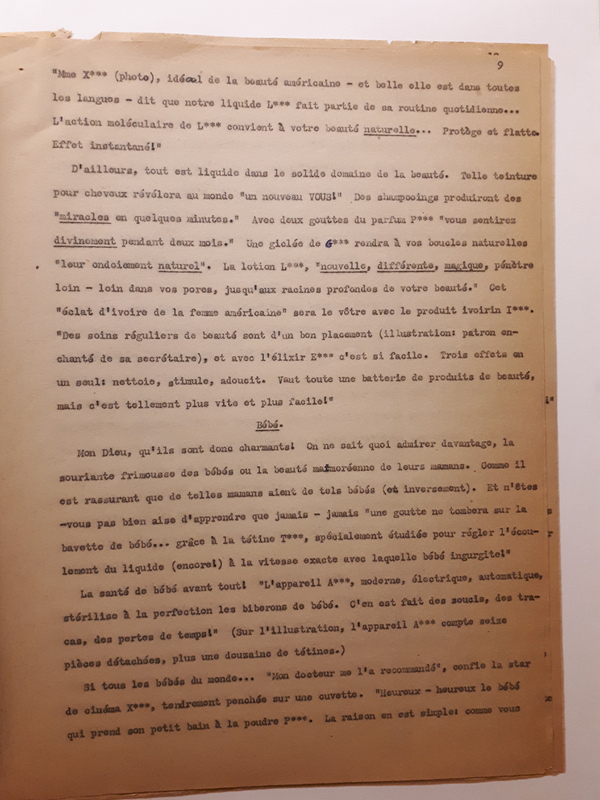 9
"Mme X*** (photo), idéal de la beauté américaine - et belle elle est dans toutes
les langues - dit que notre liquide L*** fait partie de sa routine quotidienne...
L'action moléculaire de L*** convient à votre beauté naturelle... Protège et flatte.
Effet instantané!"
D'ailleurs, tout est liquide dans le solide domaine de la beauté. Telle teinture
pour cheveux révélera au monde "un nouveau VOUS!" Des shampooings produiront des
"miracles en quelques minutes." Avec deux gouttes du parfum P*** "vous sentirez
divinement pendant deux mois." Une giclée de G*** rendra à vos boucles naturelles
"leur ondoiement naturel". La lotion L***, "nouvelle, différente, magique, pénètre
loin - loin dans vos pores, jusqu'aux racines profondes de votre beauté." Cet
"éclat d'ivoire de la femme américaine" sera le vôtre avec le produit ivoirin I***.
"Des soins réguliers de beauté sont d'un bon placement (illustration: patron en-
chanté de sa secrétaire), et avec l'élixir E*** c'est si facile. Trois effets en
un seul: nettoie, stimule, adoucit. Vaut toute une batterie de produits de beauté,
mais c'est tellement plus vite et plus facile!"
Bébé.
Mon Dieu, qu'ils sont donc charmants! On ne sait quoi admirer davantage, la
souriante frimousse des bébés ou la beauté marmoréenne de leurs mamans. Comme il
est rassurant que de telles mamans aient de tels bébés (et inversement). Et n'êtes
-vous pas bien aise d'apprendre que jamais - jamais "une goutte ne tombera sur la
bavette de bébé... grâce à la tétine T***, spécialement étudiée pour régler l'écou-
lement du liquide (encore!) à la vitesse exacte avec laquelle bébé ingurgite!"
La santé de bébé avant tout! "L'appareil A***, moderne, électrique, automatique,
stérilise à la perfection les biberons de bébé. C'en est fait des soucis, des tra-
cas, des pertes de temps!" (Sur l'illustration, l'appareil A*** compte seize
pièces détachées, plus une douzaine de tétines.)
Si tous les bébés du monde... "Mon docteur me l'a recommandé", confie la star
de cinéma X***, tendrement penchée sur une cuvette. "Heureux - heureux le bébé
qui prend son petit bain à la poudre P***. La raison en est simple: comme vous